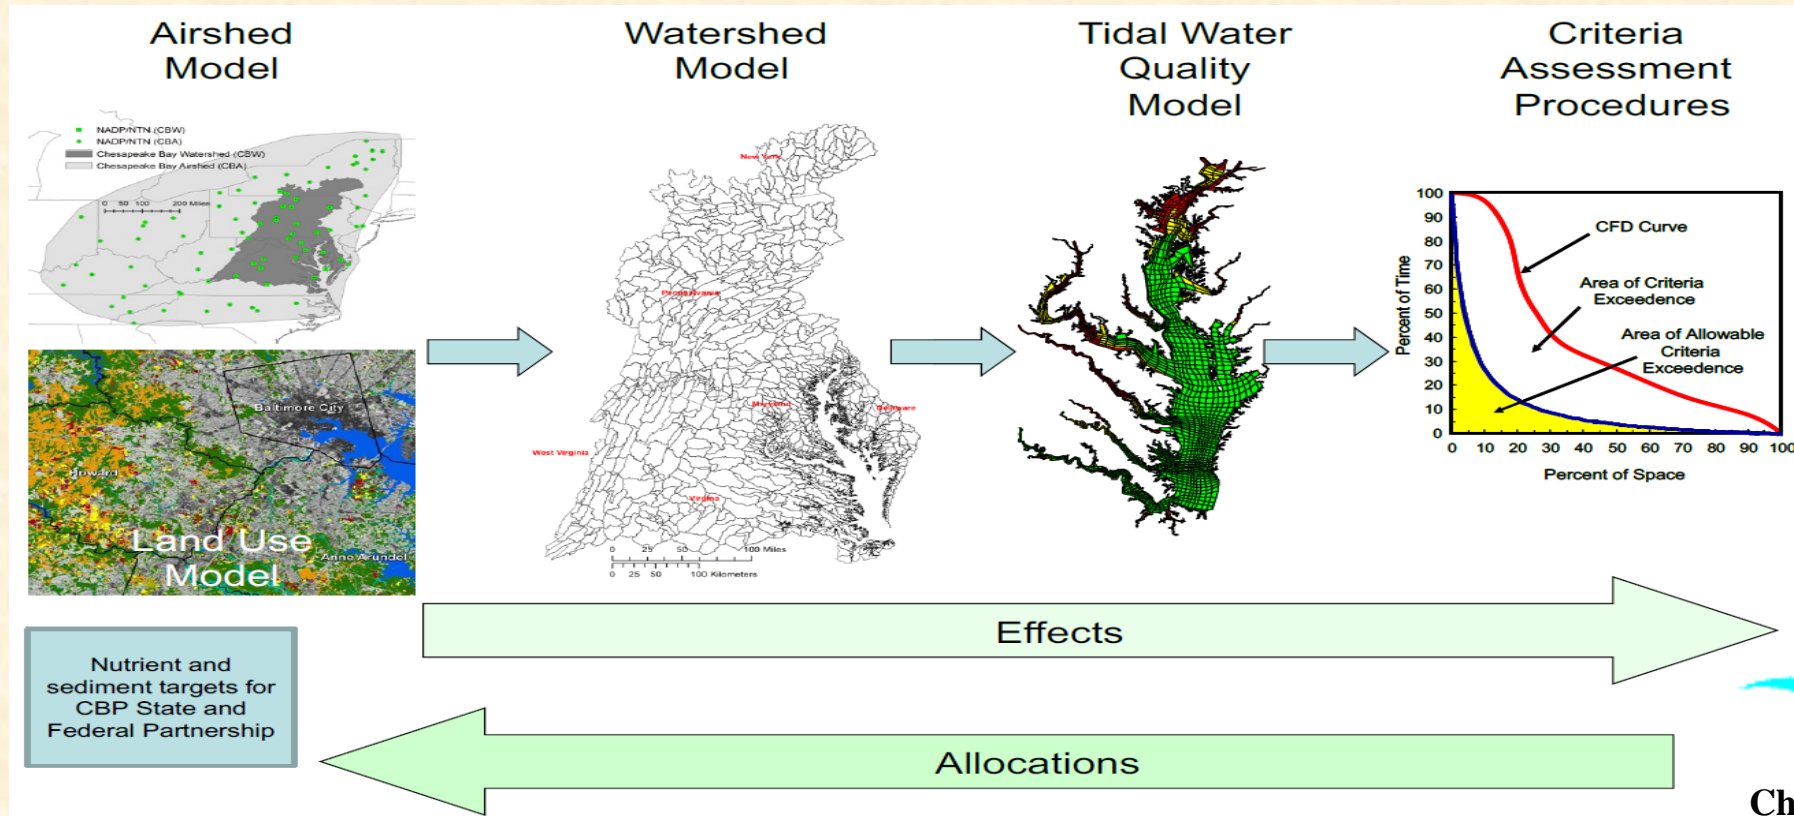 Airshed
Model
Watershed
Model
Tidal Water
Quality
Model
Criteria
Assessment
Procedures
NADP/NTN (CBW)
NADP/NTN (CBA)
Chesapeake Bay Watershed (CBW)
Chesapeake Bay Airshed (CBA)
0 50 100 200 Miles
Baltimore City
Howard
Anne Arundel
Land Use
Model
New York
Pennsylvania
Maryland
Delaware
West Virginia
Virginia
0 25 50 100 Miles
0 25 50 100 Kilometers
100
90
80
70
60
50
40
30
20
10
0
Percent of Time
CFD Curve
Area of Criteria
Exceedence
Area of Allowable
Criteria
Exceedence
0 10 20 30 40 50 60 70 80 90 100
Percent of Space
Effects
Nutrient and
sediment targets for
CBP State and
Federal Partnership
Allocations
Ch